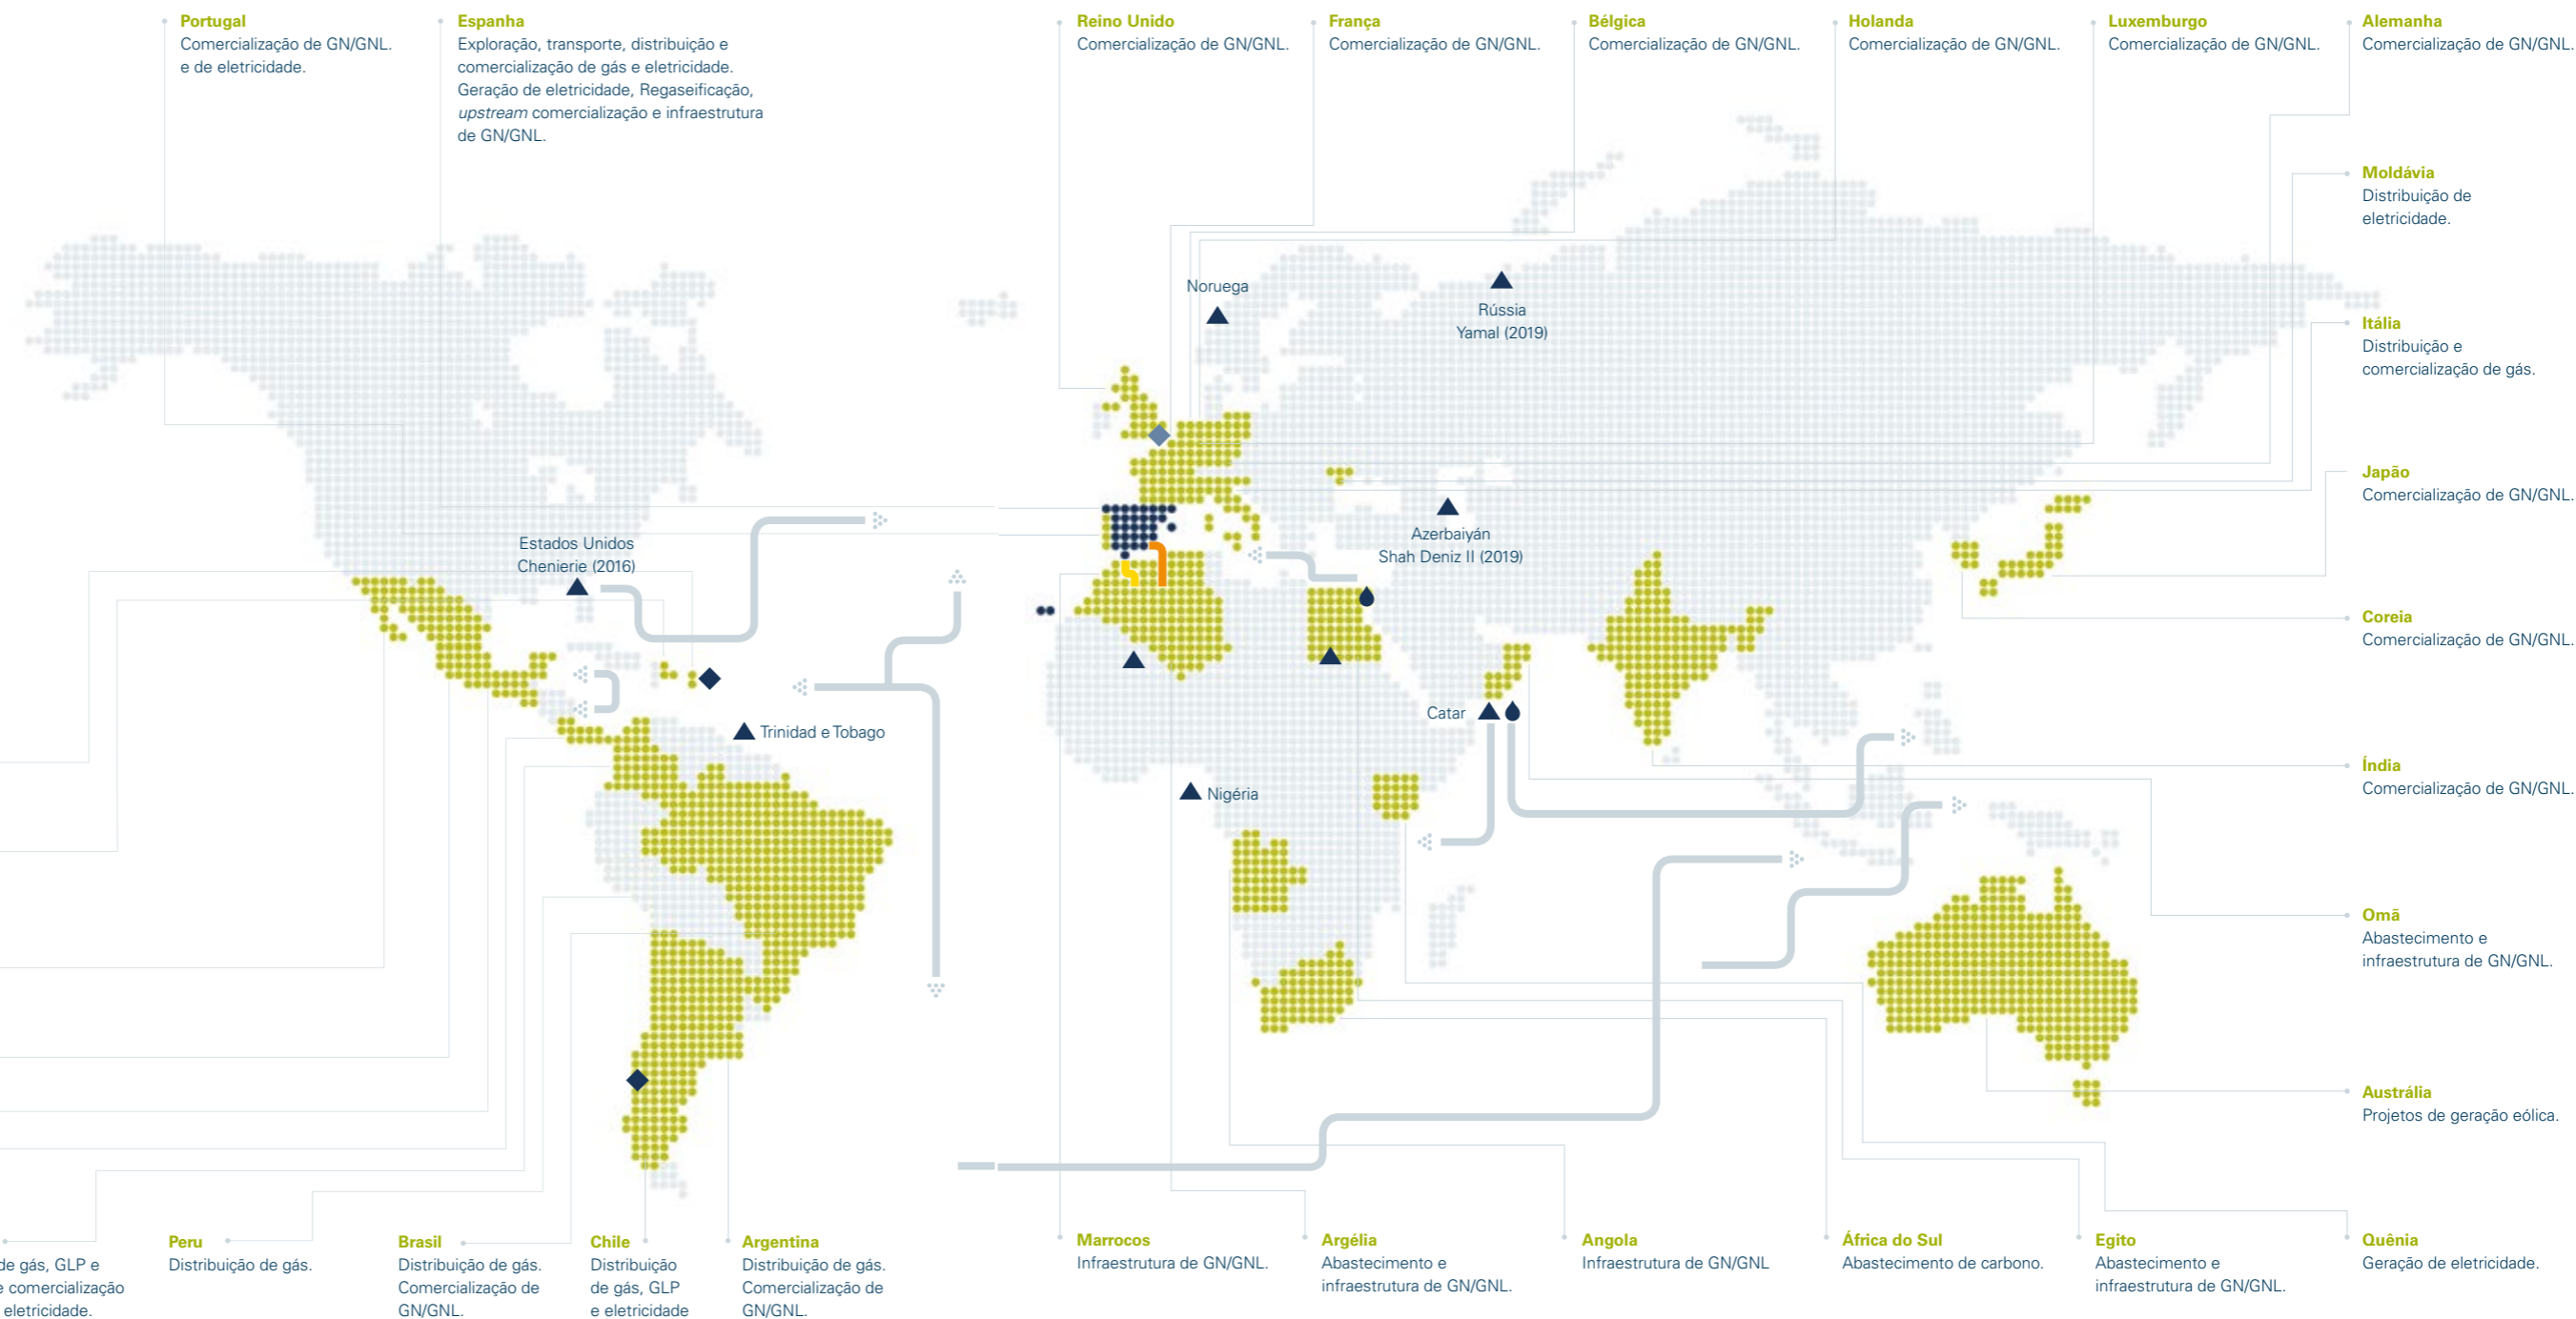 Portugal
Comercialização de GN/GNL.
e de eletricidade.
Espanha
Exploração, transporte, distribuição e
comercialização de gás e eletricidade.
Geração de eletricidade, Regaseificação,
upstream comercialização e infraestrutura
de GN/GNL.
Reino Unido
Comercialização de GN/GNL.
França
Comercialização de GN/GNL.
Bélgica
Comercialização de GN/GNL.
Holanda
Comercialização de GN/GNL.
Luxemburgo
Comercialização de GN/GNL.
Alemanha
Comercialização de GN/GNL.
Moldávia
Distribuição de
eletricidade.
Itália
Distribuição e
comercialização de gás.
Japão
Comercialização de GN/GNL.
Coreia
Comercialização de GN/GNL.
Índia
Comercialização de GN/GNL.
Omã
Abastecimento e
infraestrutura de GN/GNL.
Austrália
Projetos de geração eólica.
Noruega
Rússia
Yamal (2019)
Azerbaiyán
Shah Deniz II (2019)
Estados Unidos
Chenierie (2016)
Trinidad e Tobago
Catar
Nigéria
de gás, GLP e
e comercialização
eletricidade.
Peru
Distribuição de gás.
Brasil
Distribuição de gás.
Comercialização de
GN/GNL.
Chile
Distribuição
de gás, GLP
e eletricidade
Argentina
Distribuição de gás.
Comercialização de
GN/GNL.
Marrocos
Infraestrutura de GN/GNL.
Argélia
Abastecimento e
infraestrutura de GN/GNL.
Angola
Infraestrutura de GN/GNL
África do Sul
Abastecimento de carbono.
Egito
Abastecimento e
infraestrutura de GN/GNL.
Quênia
Geração de eletricidade.